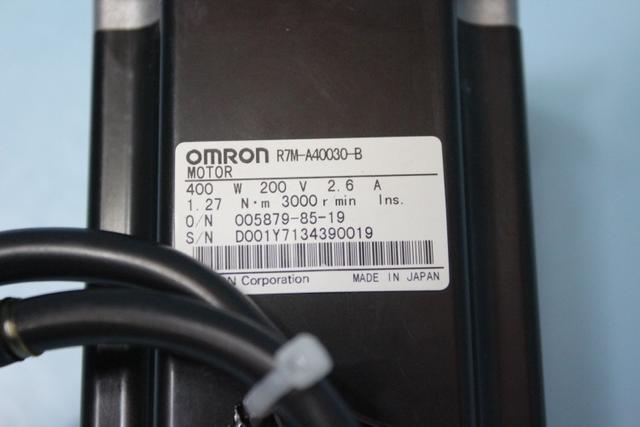 OMRON R7M-A40030-B
MOTOR
400 W 200 V 2.6 A
1.27 N·m 3000 r min Ins.
O/N 005879-85-19
S/N D001Y7134390019
Corporation MADE IN JAPAN